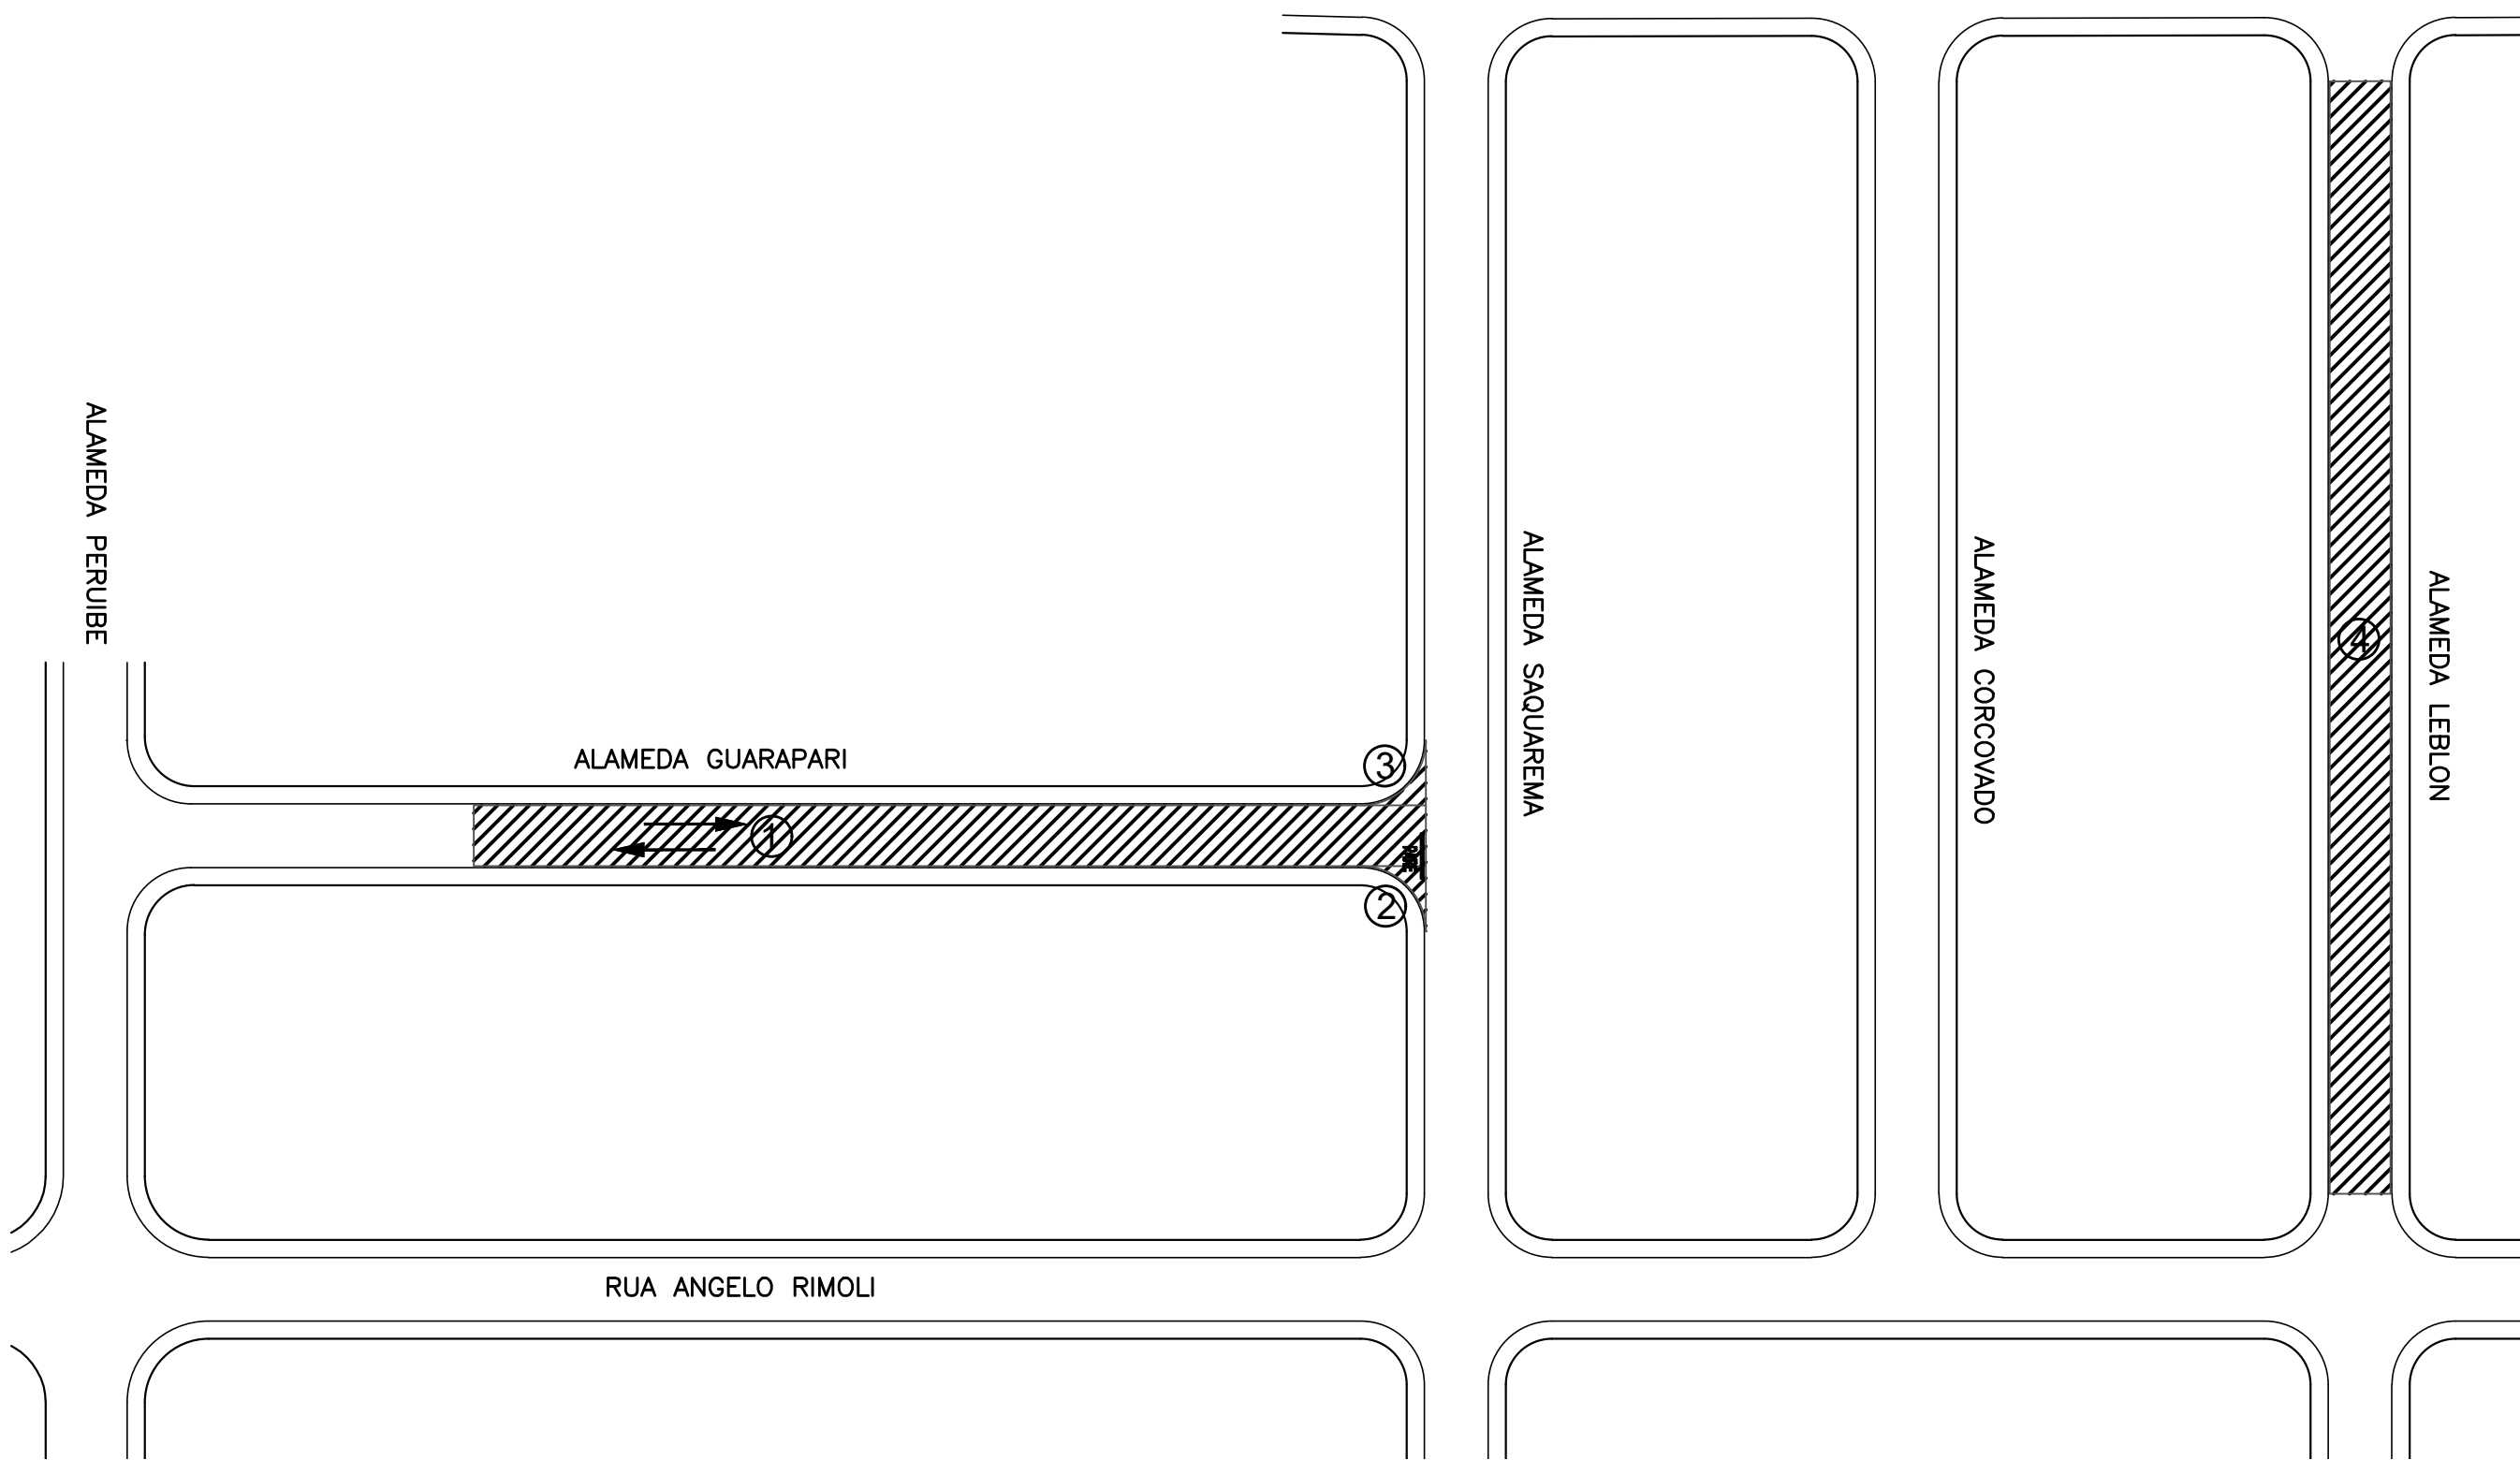 ALAMEDA PERUIBE
ALAMEDA GUARAPARI
1
3
2
ALAMEDA SAQUAREMA
ALAMEDA CORCOVADO
4
ALAMEDA LEBLON
RUA ANGELO RIMOLI